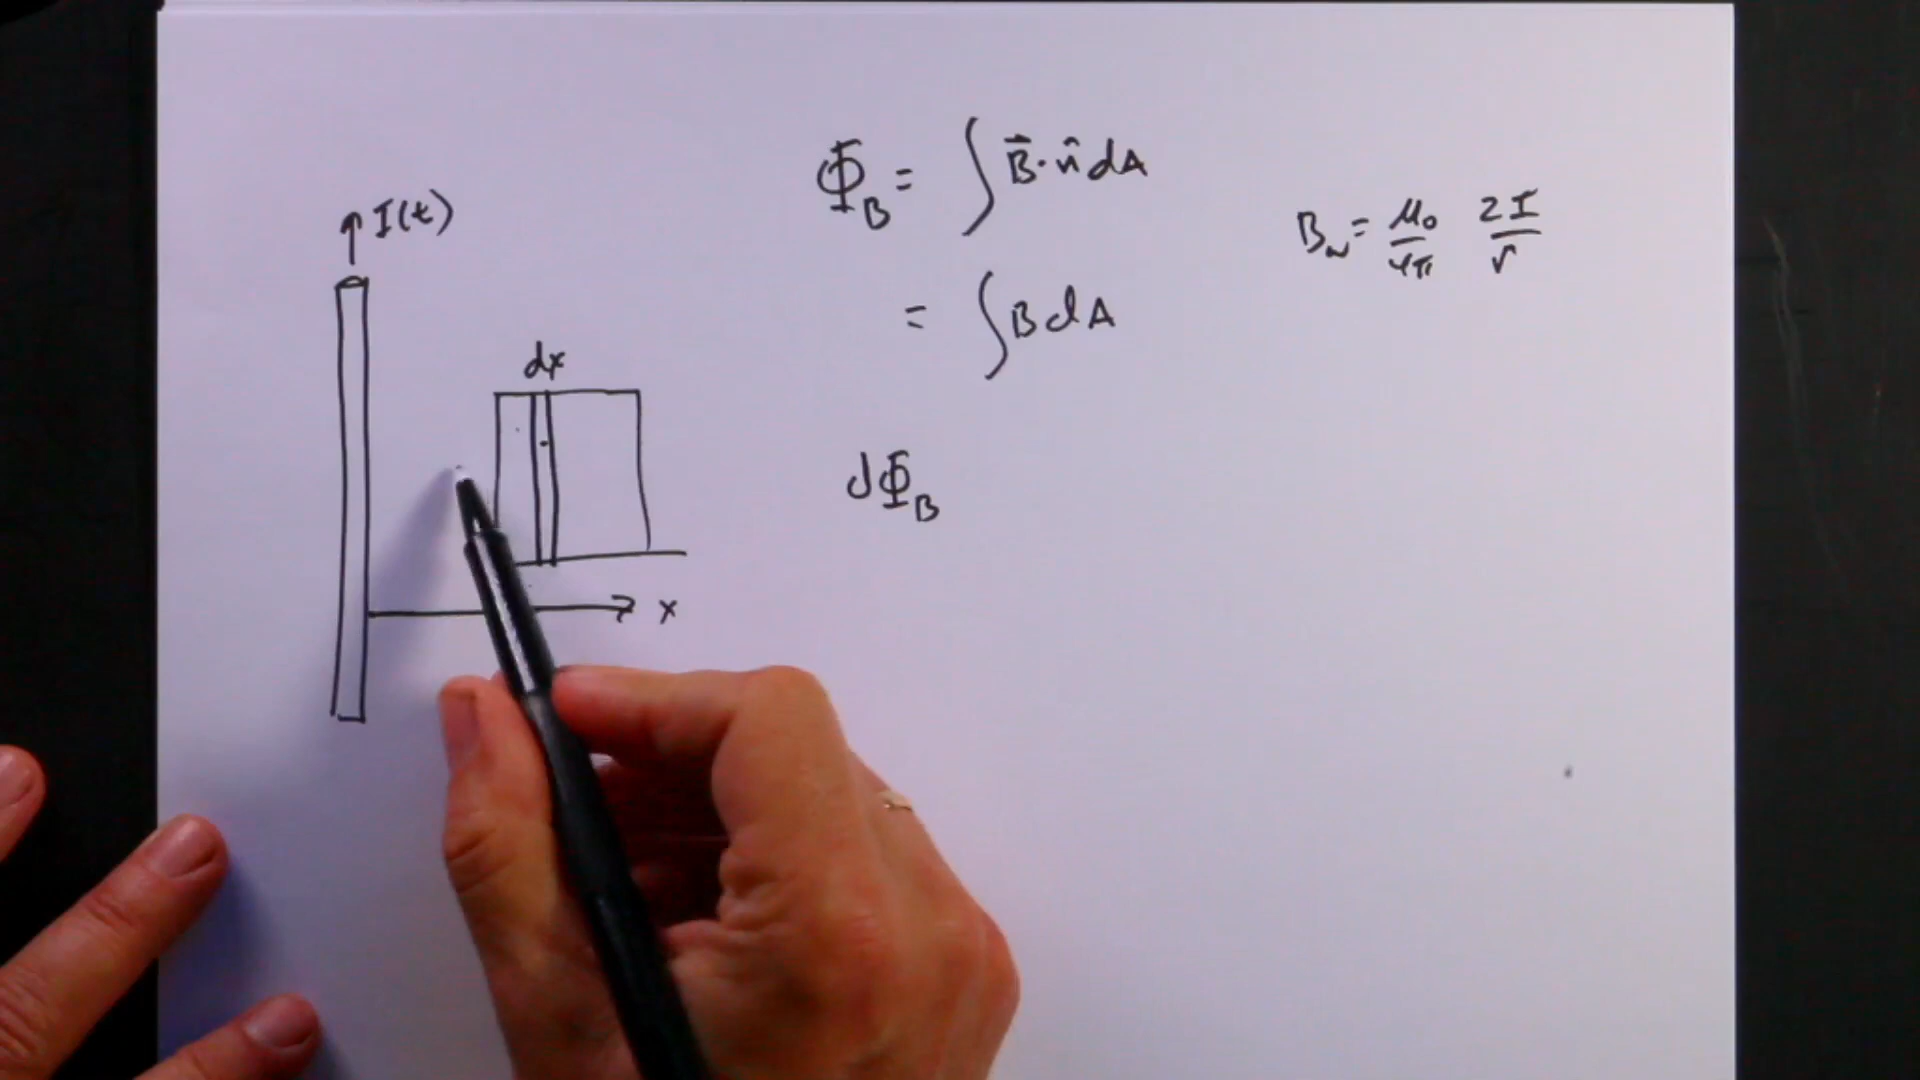 ↑ I(t)
dx
x
Φ_B = ∫ B⃗ · n̂ dA
= ∫ B dA
dΦ_B
B_w = μ₀/4π 2I/r